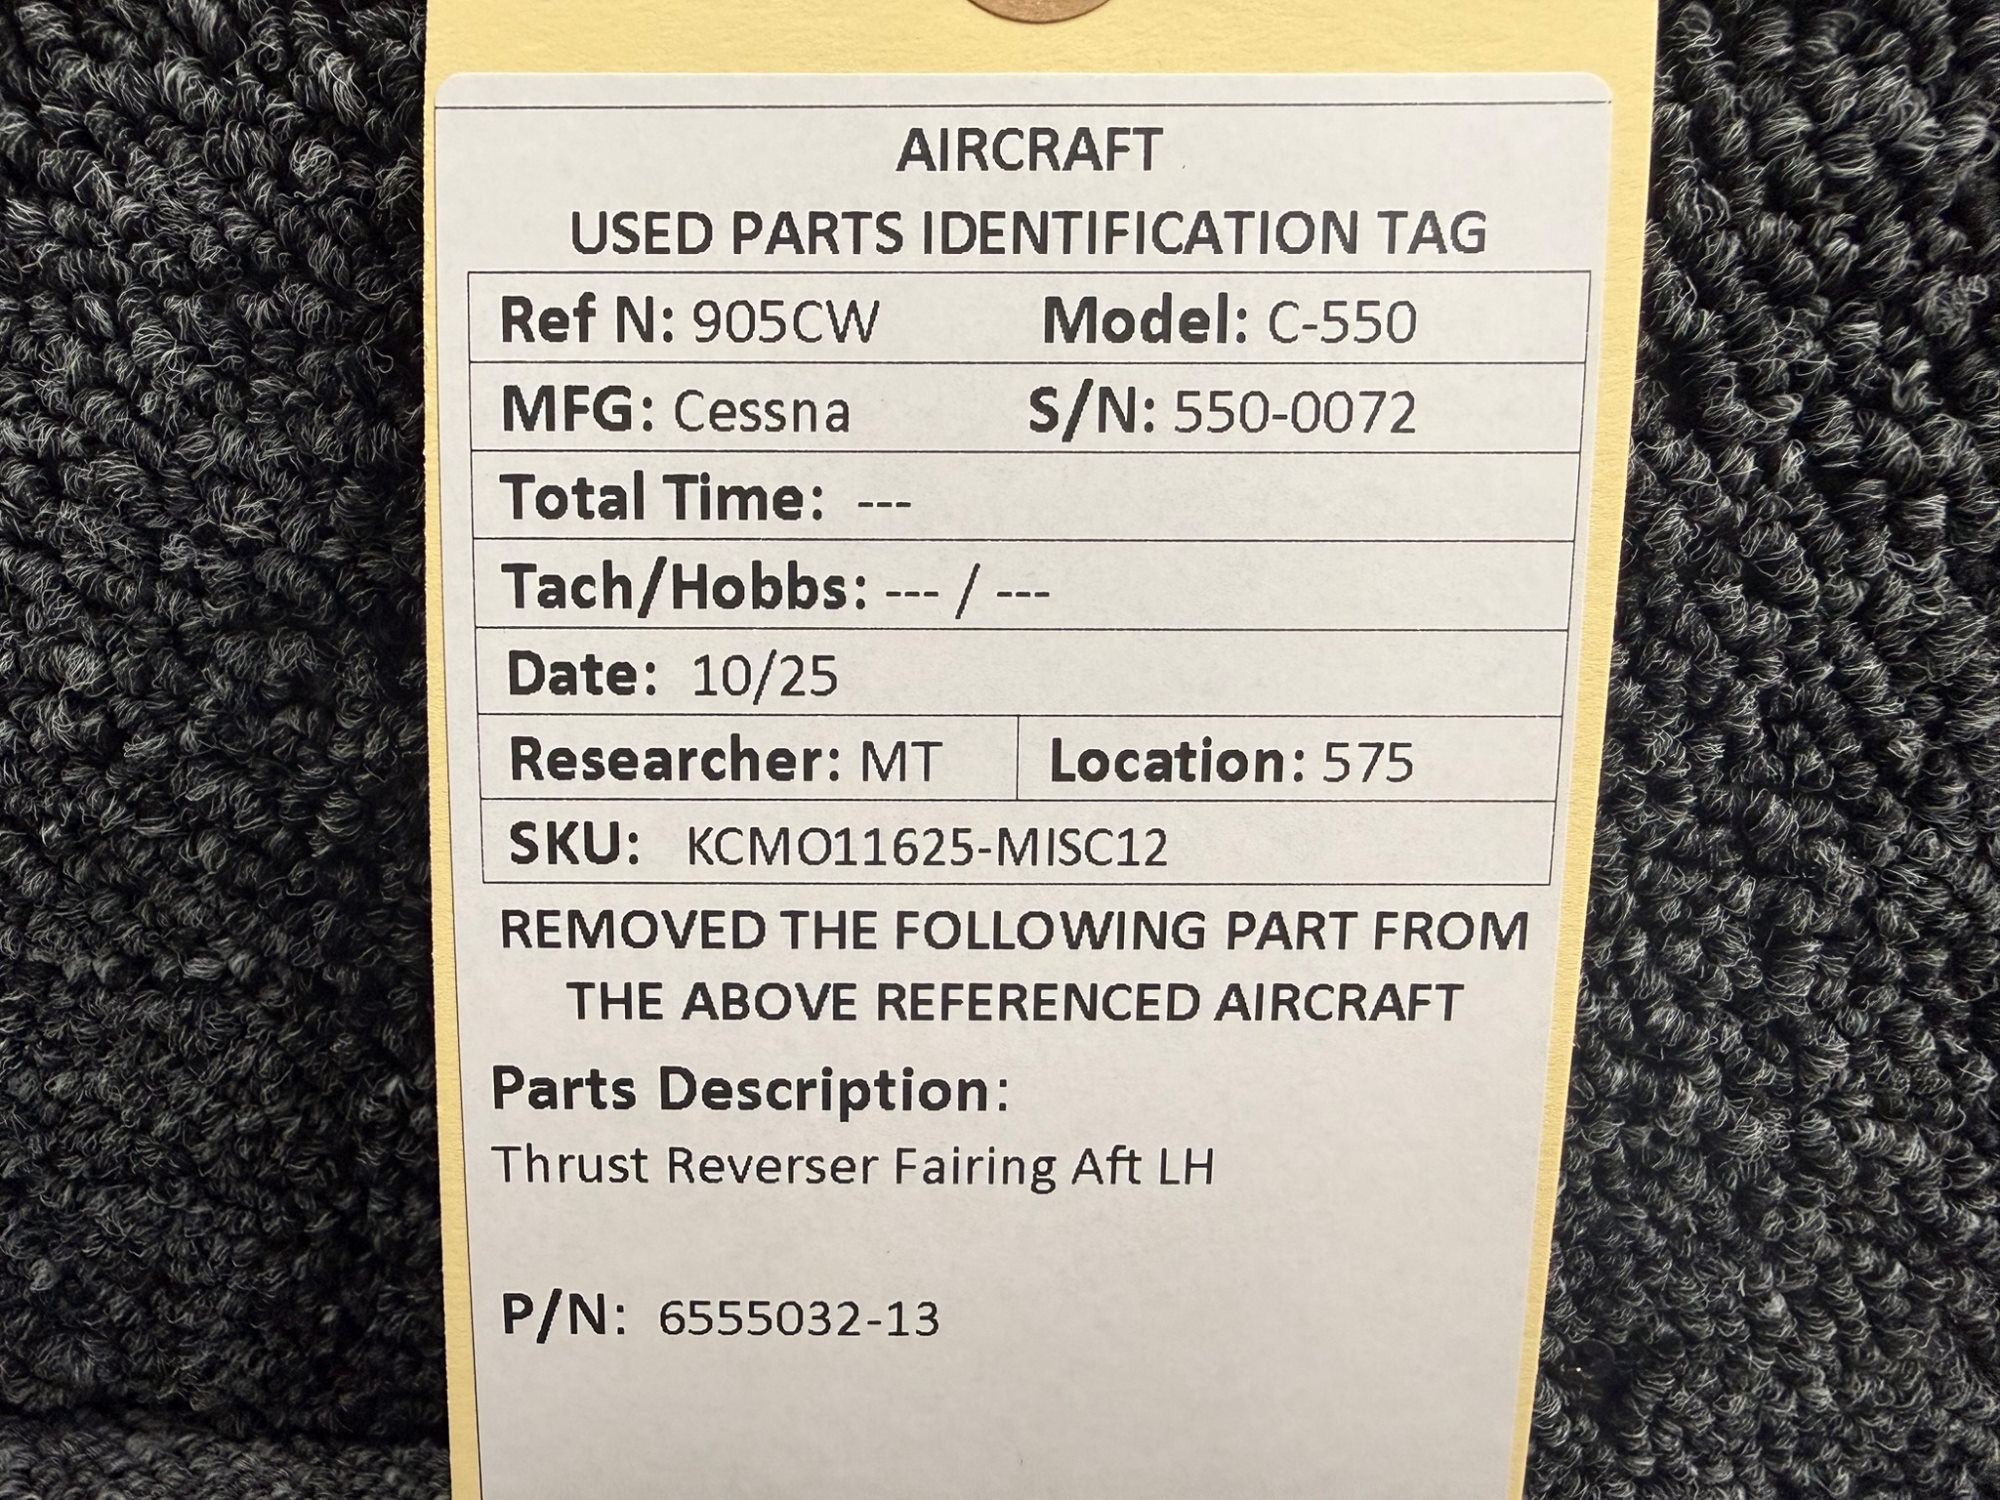 AIRCRAFT
USED PARTS IDENTIFICATION TAG
Ref N: 905CW Model: C-550
MFG: Cessna S/N: 550-0072
Total Time: ---
Tach/Hobbs: --- / ---
Date: 10/25
Researcher: MT Location: 575
SKU: KCMO11625-MISC12
REMOVED THE FOLLOWING PART FROM
THE ABOVE REFERENCED AIRCRAFT
Parts Description:
Thrust Reverser Fairing Aft LH
P/N: 6555032-13